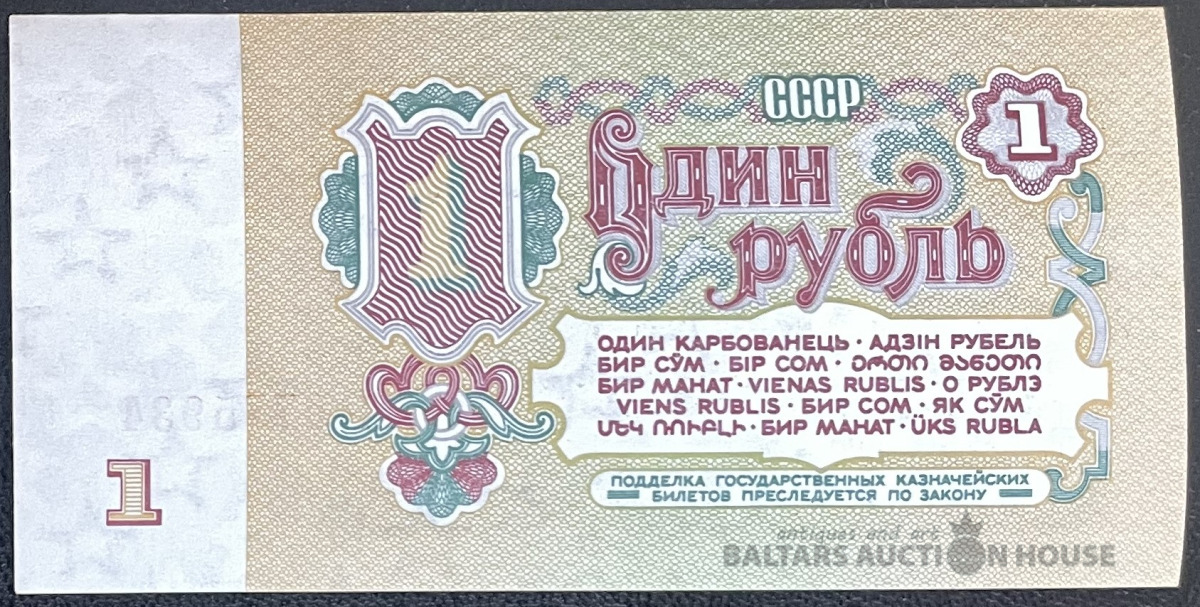 СССР
1
1
Один
рубль
ОДИН КАРБОВАНЕЦЬ · АДЗІН РУБЕЛЬ
БИР СЎМ · БІР СОМ · ᲔᲠᲗᲘ ᲛᲐᲜᲔᲗᲘ
БИР МАНАТ · VIENAS RUBLIS · О РУБЛЭ
VIENS RUBLIS · БИР СОМ · ЯК СӮМ
ՄԵԿ ՌՈՒԲԼԻ · БИР МАНАТ · ÜKS RUBLA
ПОДДЕЛКА ГОСУДАРСТВЕННЫХ КАЗНАЧЕЙСКИХ
БИЛЕТОВ ПРЕСЛЕДУЕТСЯ ПО ЗАКОНУ
1
antiques and art
BALTARS AUCTION HOUSE